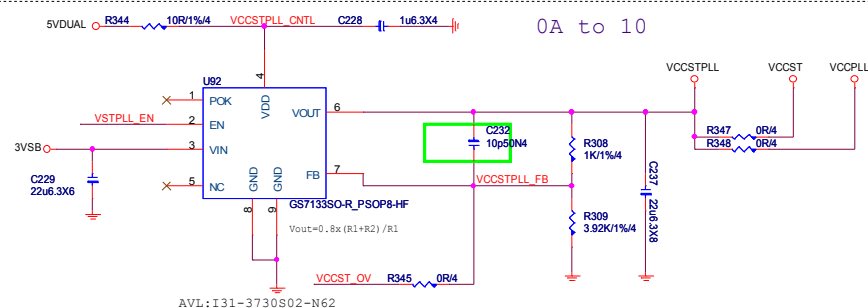 0A to 10
5VDUAL
R344
10R/1%/4
VCCSTPLL_CNTL
C228
1u6.3X4
VCCSTPLL
VCCST
VCCPLL
U92
4
1
POK
VDD
VOUT
6
VSTPLL_EN
2
EN
3VSB
3
VIN
C232
10p50N4
R347
0R/4
R348
0R/4
R308
1K/1%/4
C229
22u6.3X6
5
NC
GND
GND
FB
7
VCCSTPLL_FB
C237
22u6.3X8
8
9
GS7133SO-R_PSOP8-HF
R309
3.92K/1%/4
Vout=0.8x(R1+R2)/R1
VCCST_OV
R345
0R/4
AVL:I31-3730S02-N62